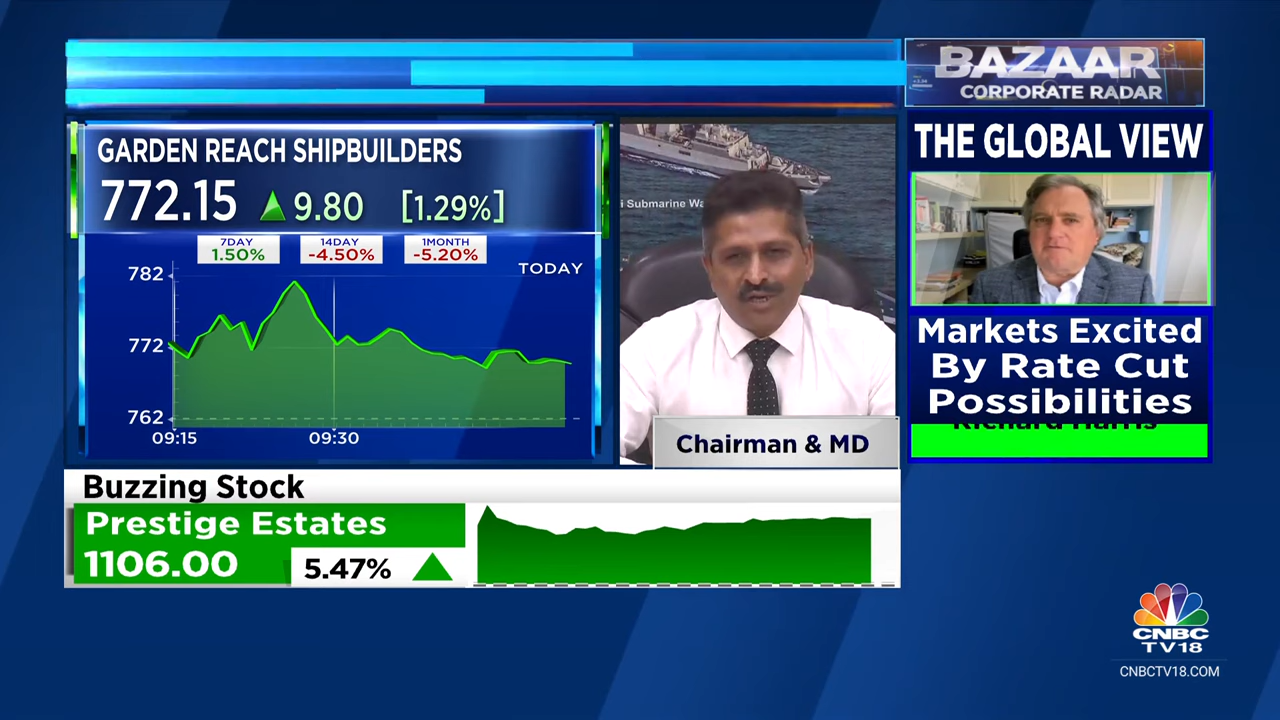 BAZAAR
CORPORATE RADAR
GARDEN REACH SHIPBUILDERS
772.15 ▲ 9.80 [1.29%]
7DAY
1.50%
14DAY
-4.50%
1MONTH
-5.20%
TODAY
782
772
762
09:15
09:30
i Submarine Wa
Chairman & MD
THE GLOBAL VIEW
Markets Excited
By Rate Cut
Possibilities
Richard Harris
Buzzing Stock
Prestige Estates
1106.00
5.47%
CNBC
TV18
CNBCTV18.COM